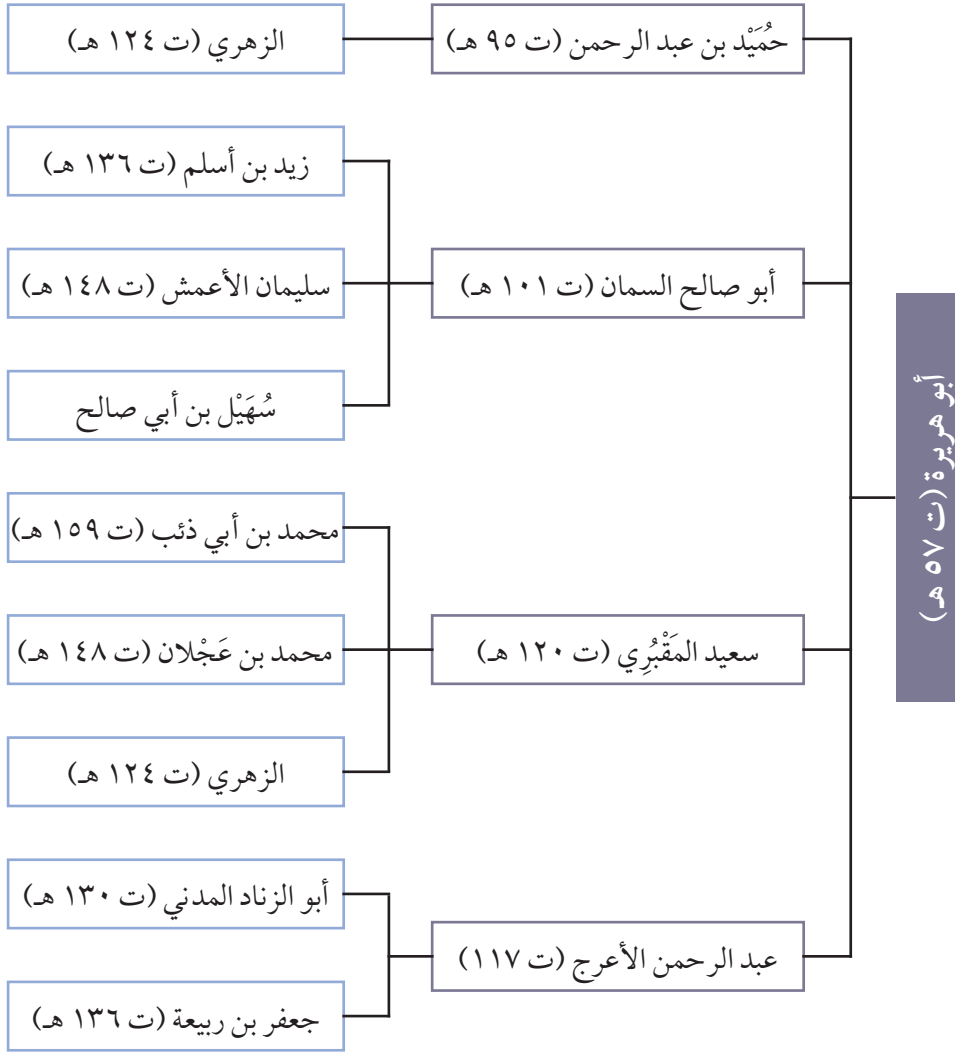 أبو هريرة (ت ٥٧ هـ)
حُمَيْد بن عبد الرحمن (ت ٩٥ هـ)
الزهري (ت ١٢٤ هـ)
أبو صالح السمان (ت ١٠١ هـ)
زيد بن أسلم (ت ١٣٦ هـ)
سليمان الأعمش (ت ١٤٨ هـ)
سُهَيْل بن أبي صالح
سعيد المَقْبُرِي (ت ١٢٠ هـ)
محمد بن أبي ذئب (ت ١٥٩ هـ)
محمد بن عَجْلان (ت ١٤٨ هـ)
الزهري (ت ١٢٤ هـ)
عبد الرحمن الأعرج (ت ١١٧)
أبو الزناد المدني (ت ١٣٠ هـ)
جعفر بن ربيعة (ت ١٣٦ هـ)